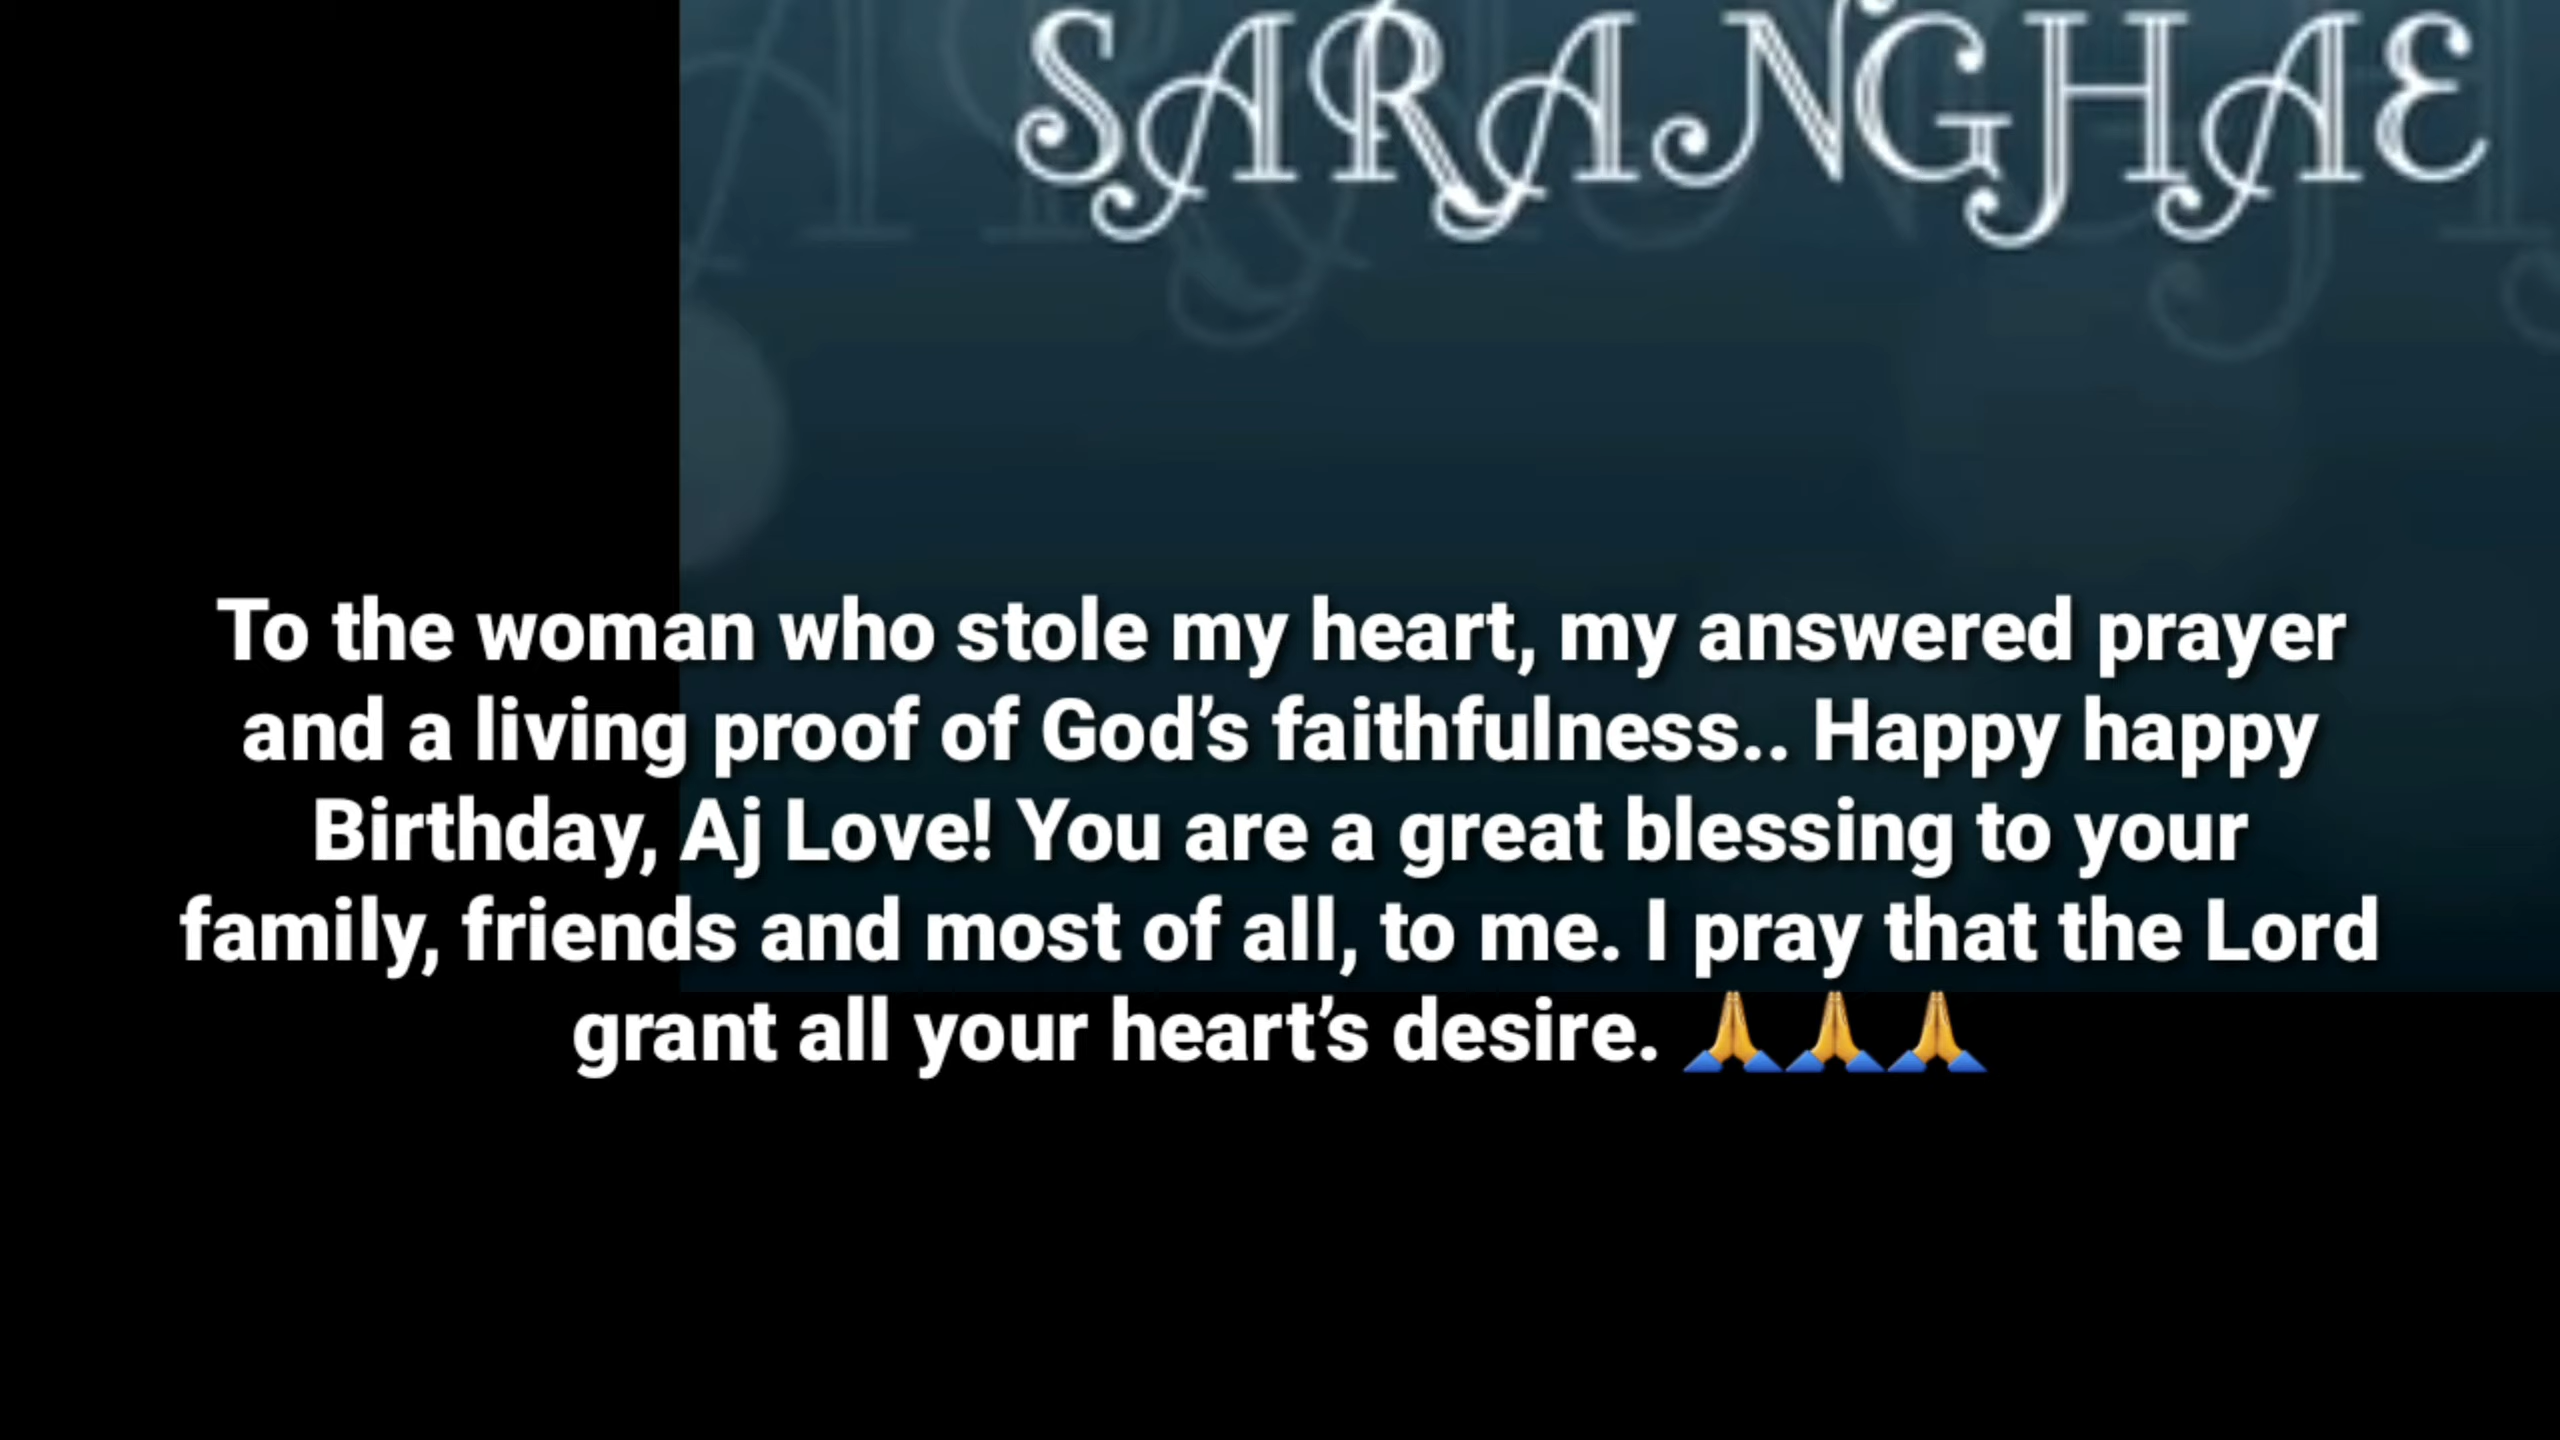 SARANGHAE
To the woman who stole my heart, my answered prayer
and a living proof of God’s faithfulness.. Happy happy
Birthday, Aj Love! You are a great blessing to your
family, friends and most of all, to me. I pray that the Lord
grant all your heart’s desire. 🙏🙏🙏